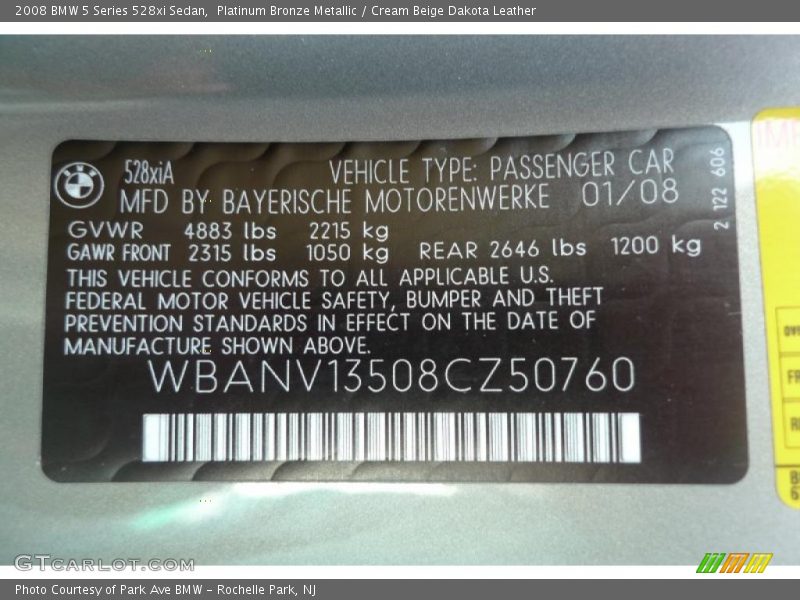 2008 BMW 5 Series 528xi Sedan, Platinum Bronze Metallic / Cream Beige Dakota Leather
528xiA VEHICLE TYPE: PASSENGER CAR
MFD BY BAYERISCHE MOTORENWERKE 01/08
2 122 606
GVWR 4883 lbs 2215 kg
GAWR FRONT 2315 lbs 1050 kg REAR 2646 lbs 1200 kg
THIS VEHICLE CONFORMS TO ALL APPLICABLE U.S.
FEDERAL MOTOR VEHICLE SAFETY, BUMPER AND THEFT
PREVENTION STANDARDS IN EFFECT ON THE DATE OF
MANUFACTURE SHOWN ABOVE.
WBANV13508CZ50760
GTCARLOT.COM
Photo Courtesy of Park Ave BMW - Rochelle Park, NJ